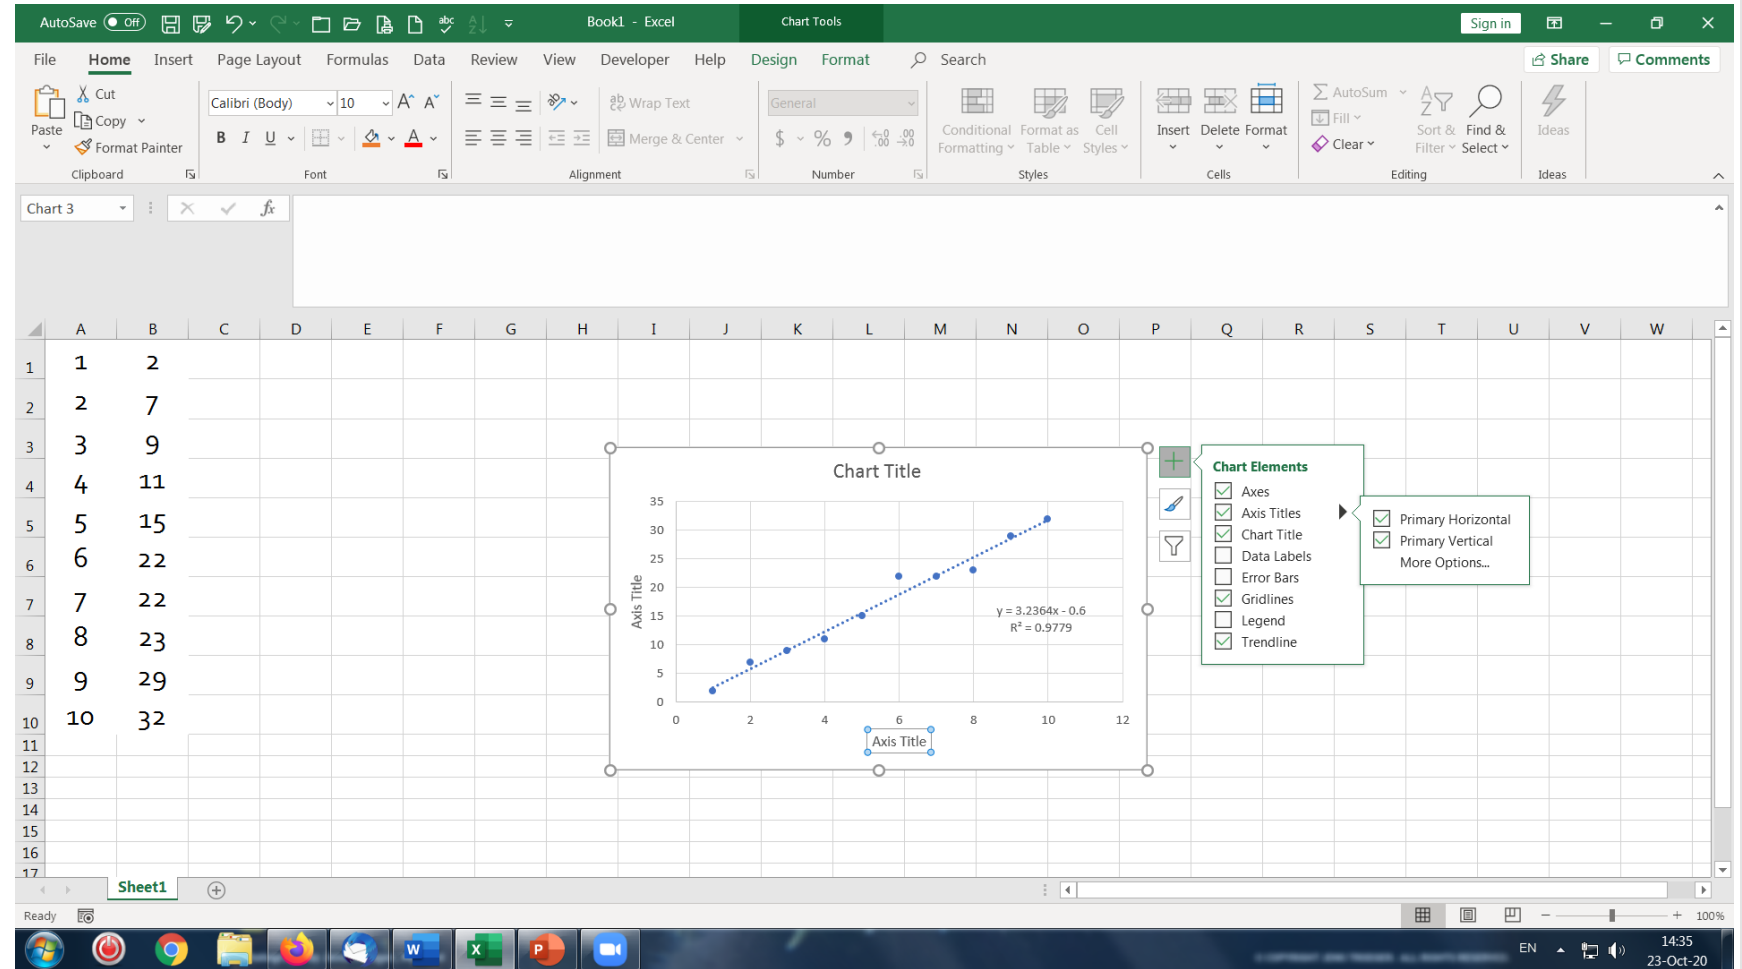 AutoSave Off Book1 - Excel Chart Tools Sign in
File Home Insert Page Layout Formulas Data Review View Developer Help Design Format Search Share Comments
Paste
Cut
Copy
Format Painter
Clipboard
Calibri (Body) 10
B I U
Font
Wrap Text
Merge & Center
Alignment
General
$ %
Number
Conditional Formatting
Format as Table
Cell Styles
Styles
Insert Delete Format
Cells
AutoSum
Fill
Clear
Sort & Filter
Find & Select
Editing
Ideas
Ideas
Chart 3 fx
A B C D E F G H I J K L M N O P Q R S T U V W
1 1 2
2 2 7
3 3 9
4 4 11
5 5 15
6 6 22
7 7 22
8 8 23
9 9 29
10 10 32
11
12
13
14
15
16
17
Chart Title
35
30
25
20
15
10
5
0
Axis Title
y = 3.2364x - 0.6
R² = 0.9779
0 2 4 6 8 10 12
Axis Title
Chart Elements
Axes
Axis Titles
Chart Title
Data Labels
Error Bars
Gridlines
Legend
Trendline
Primary Horizontal
Primary Vertical
More Options...
Sheet1
Ready 100%
EN 14:35
23-Oct-20